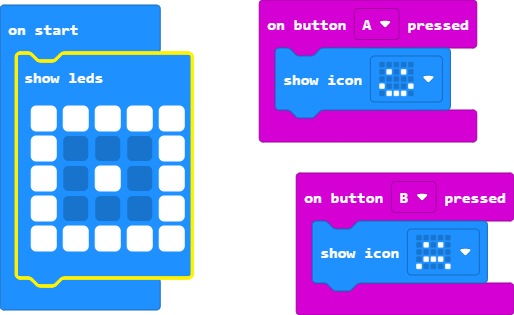 on start
show leds
on button A pressed
show icon
on button B pressed
show icon